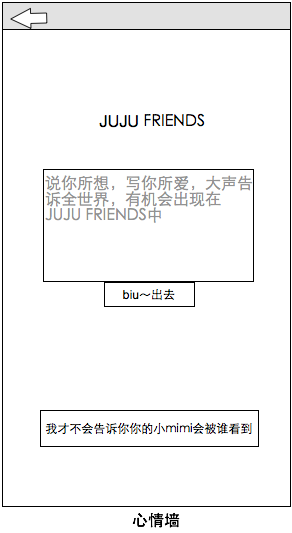 JUJU FRIENDS
说你所想，写你所爱，大声告
诉全世界，有机会出现在
JUJU FRIENDS中
biu～出去
我才不会告诉你你的小mimi会被谁看到
心情墙